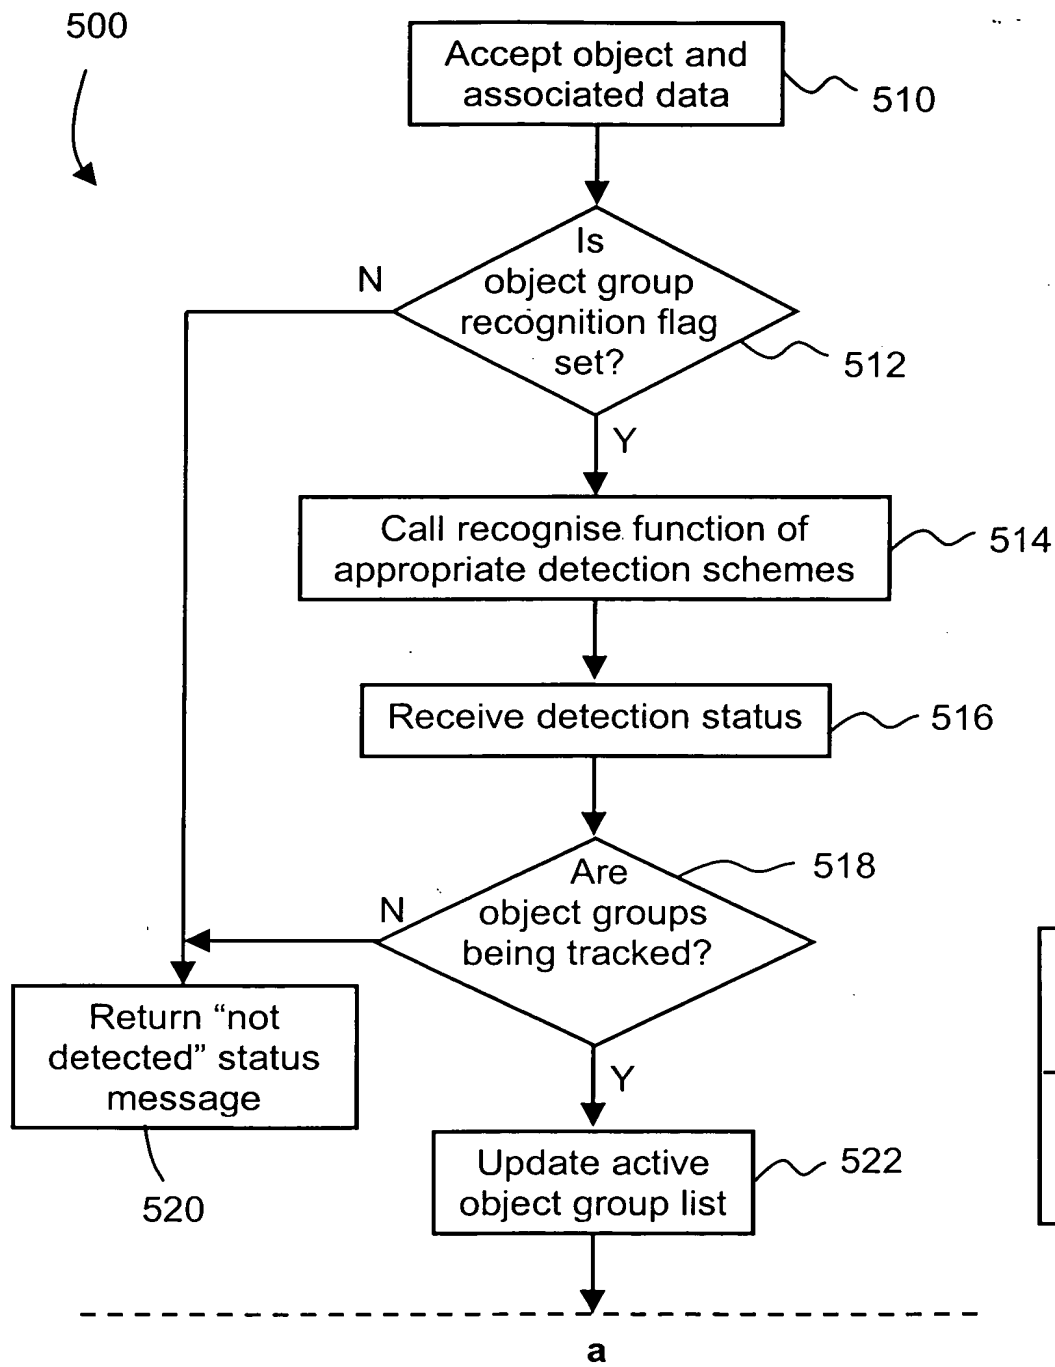 500
Accept object and
associated data
510
Is
object group
recognition flag
set?
N
512
Y
Call recognise function of
appropriate detection schemes
514
Receive detection status
516
Are
object groups
being tracked?
518
N
Return “not
detected” status
message
520
Y
Update active
object group list
522
a